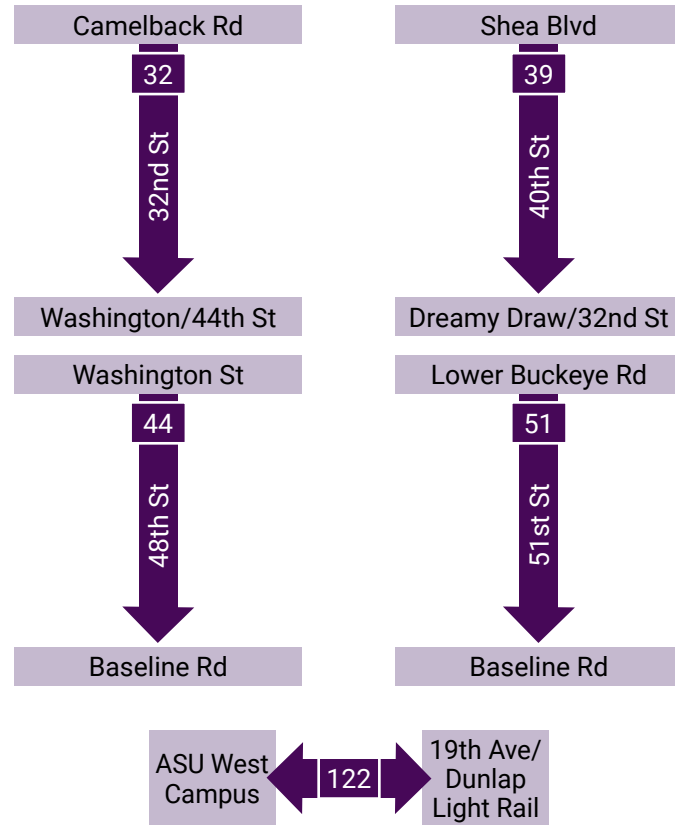 Camelback Rd
32
32nd St
Washington/44th St
Shea Blvd
39
40th St
Dreamy Draw/32nd St
Washington St
44
48th St
Baseline Rd
Lower Buckeye Rd
51
51st St
Baseline Rd
ASU West
Campus
122
19th Ave/
Dunlap
Light Rail